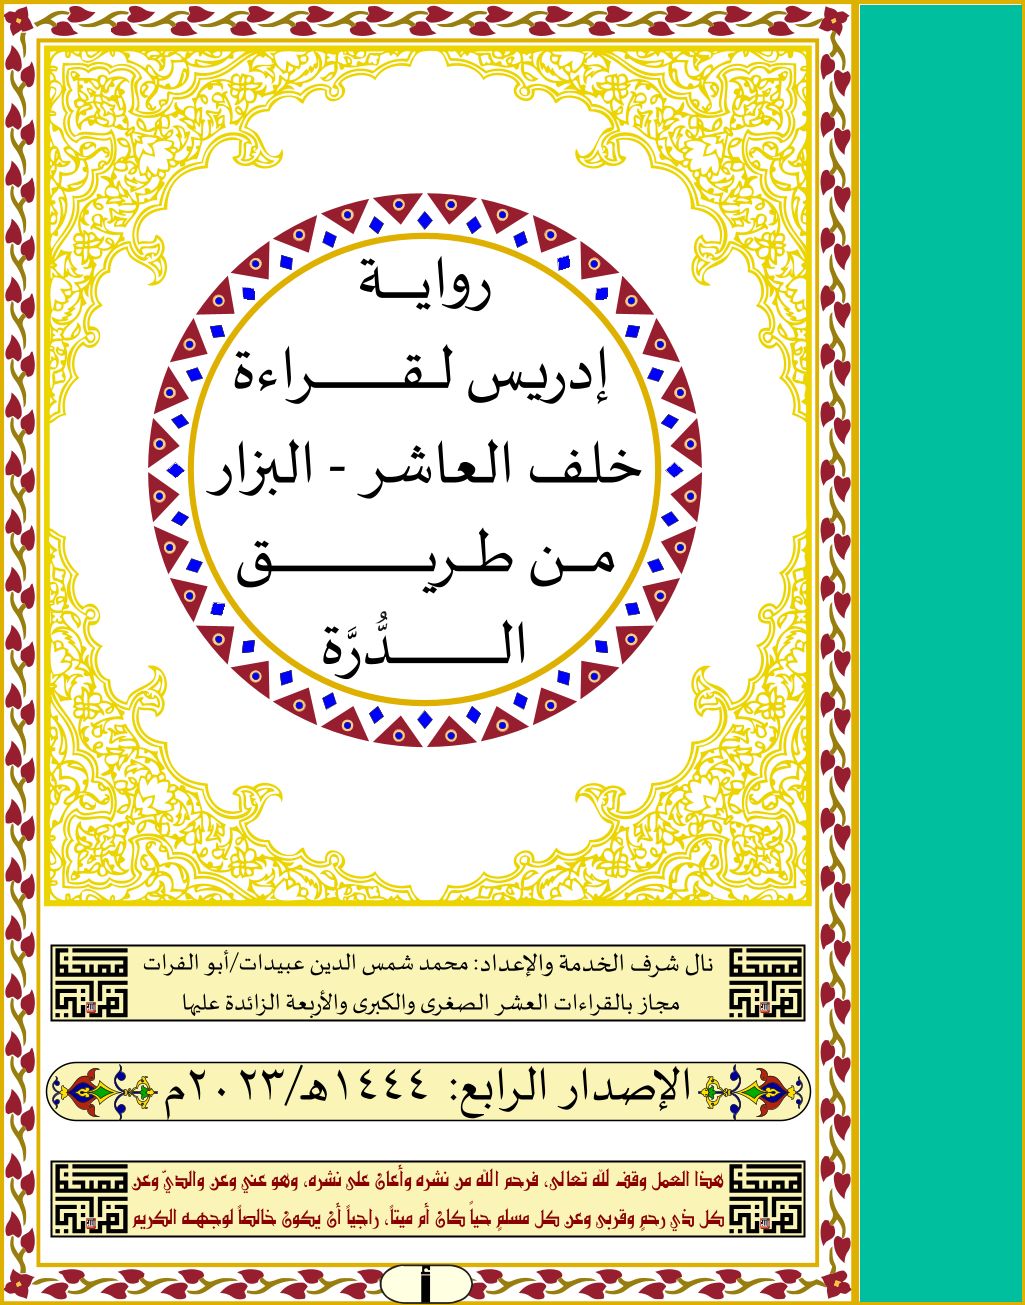 روايـــة
إدريس لـقـــــــراءة
خلف العاشر - البزار
مـن طـريــــــــــق
الــــــــدُّرَّة
نال شرف الخدمة والإعداد: محمد شمس الدين عبيدات/أبو الفرات
مجاز بالقراءات العشر الصغرى والكبرى والأربعة الزائدة عليها
الإصدار الرابع: ١٤٤٤هـ/٢٠٢٣م
هذا العمل وقف لله تعالى، فرحم الله من نشره وأعان على نشره، وهو عني وعن والديّ وعن
كل ذي رحمٍ وقربى وعن كل مسلمٍ حياً كان أم ميتاً، راجياً أن يكون خالصاً لوجهه الكريم
أ